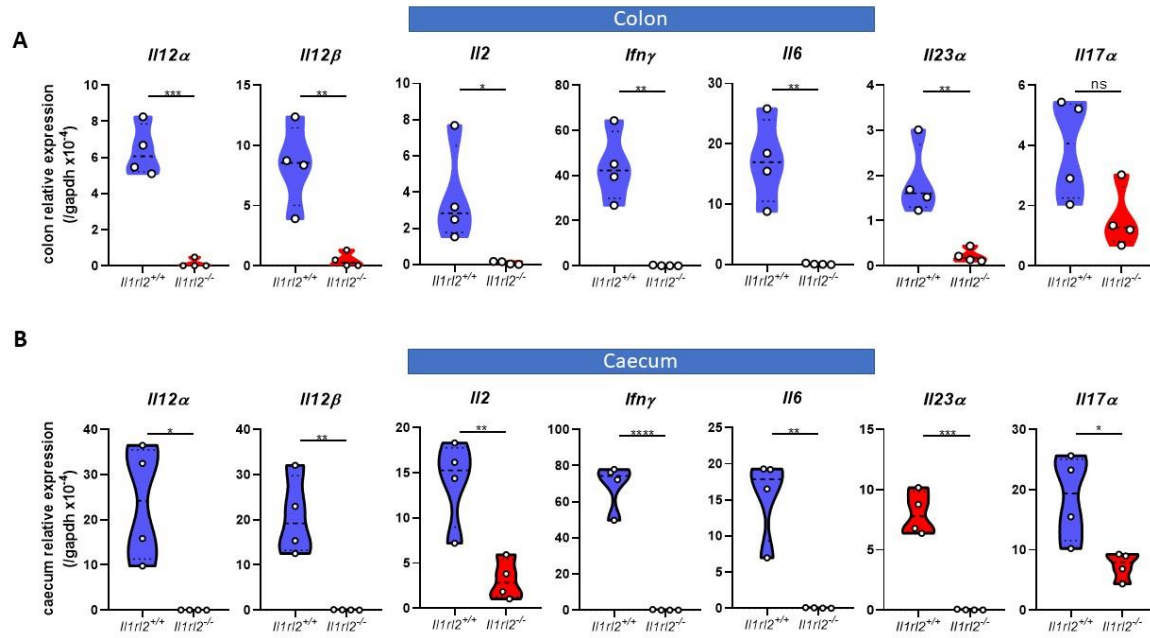 Colon
A
Il12α Il12β Il2 Ifnγ Il6 Il23α Il17α
colon relative expression
(/gapdh x10⁻⁴)
10 15 10 80 30 4 6
8 8 60 3
*** ** * ** ** ** ns
6 10 6 20 4
40 2
4 5 4 10 2
2 2 20 1
0 0 0 0 0 0 0
Il1rl2+/+ Il1rl2-/- Il1rl2+/+ Il1rl2-/- Il1rl2+/+ Il1rl2-/- Il1rl2+/+ Il1rl2-/- Il1rl2+/+ Il1rl2-/- Il1rl2+/+ Il1rl2-/- Il1rl2+/+ Il1rl2-/-
B
Caecum
Il12α Il12β Il2 Ifnγ Il6 Il23α Il17α
caecum relative expression
(/gapdh x10⁻⁴)
40 40 20 100 25 15 30
* ** ** **** ** *** *
30 30 15 80 20 10 20
60 15
20 20 10 40 10
10 10 5 20 5 5 10
0 0 0 0 0 0 0
Il1rl2+/+ Il1rl2-/- Il1rl2+/+ Il1rl2-/- Il1rl2+/+ Il1rl2-/- Il1rl2+/+ Il1rl2-/- Il1rl2+/+ Il1rl2-/- Il1rl2+/+ Il1rl2-/- Il1rl2+/+ Il1rl2-/-